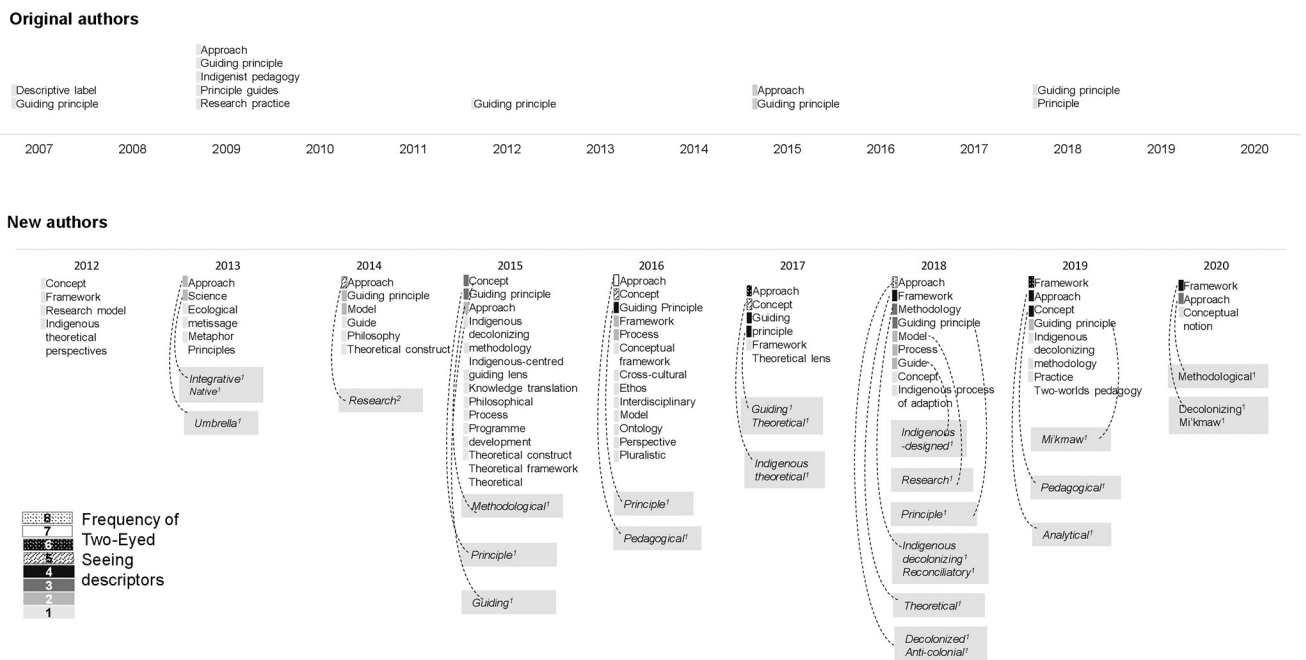 Original authors
Descriptive label
Guiding principle
Approach
Guiding principle
Indigenist pedagogy
Principle guides
Research practice
Guiding principle
Approach
Guiding principle
Guiding principle
Principle
2007 2008 2009 2010 2011 2012 2013 2014 2015 2016 2017 2018 2019 2020
New authors
2012
Concept
Framework
Research model
Indigenous
theoretical
perspectives
2013
Approach
Science
Ecological
metissage
Metaphor
Principles
Integrative¹
Native¹
Umbrella¹
2014
Approach
Guiding principle
Model
Guide
Philosophy
Theoretical construct
Research²
2015
Concept
Guiding principle
Approach
Indigenous
decolonizing
methodology
Indigenous-centred
guiding lens
Knowledge translation
Philosophical
Process
Programme
development
Theoretical construct
Theoretical framework
Theoretical
Methodological¹
Principle¹
Guiding¹
2016
Approach
Concept
Guiding Principle
Framework
Process
Conceptual
framework
Cross-cultural
Ethos
Interdisciplinary
Model
Ontology
Perspective
Pluralistic
Principle¹
Pedagogical¹
2017
Approach
Concept
Guiding
principle
Framework
Theoretical lens
Guiding¹
Theoretical¹
Indigenous
theoretical¹
2018
Approach
Framework
Methodology
Guiding principle
Model
Process
Guide
Concept
Indigenous process
of adaption
Indigenous
-designed¹
Research¹
Principle¹
Indigenous
decolonizing¹
Reconciliatory¹
Theoretical¹
Decolonized¹
Anti-colonial¹
2019
Framework
Approach
Concept
Guiding principle
Indigenous
decolonizing
methodology
Practice
Two-worlds pedagogy
Mi'kmaw¹
Pedagogical¹
Analytical¹
2020
Framework
Approach
Conceptual
notion
Methodological¹
Decolonizing¹
Mi'kmaw¹
8
7
6
5
4
3
2
1
Frequency of
Two-Eyed
Seeing
descriptors